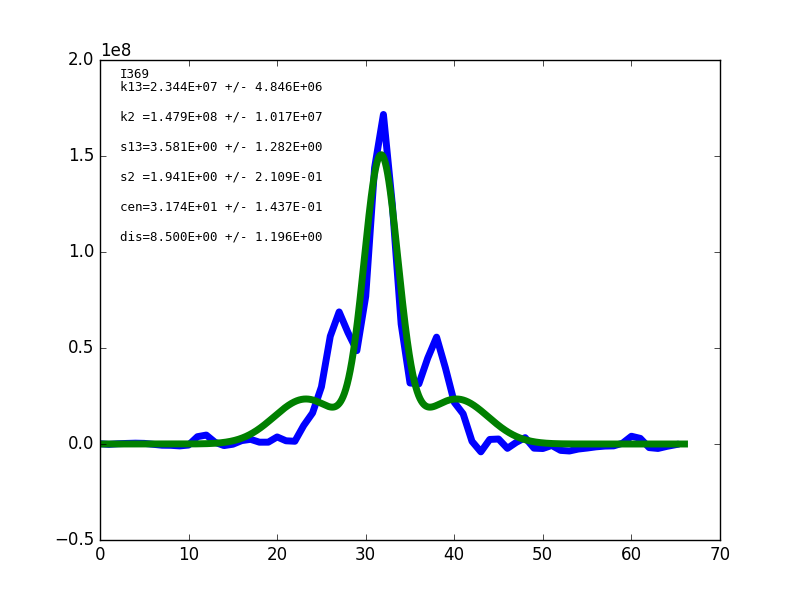 1e8
2.0
1.5
1.0
0.5
0.0
−0.5
I369
k13=2.344E+07 +/- 4.846E+06
k2 =1.479E+08 +/- 1.017E+07
s13=3.581E+00 +/- 1.282E+00
s2 =1.941E+00 +/- 2.109E-01
cen=3.174E+01 +/- 1.437E-01
dis=8.500E+00 +/- 1.196E+00
0 10 20 30 40 50 60 70